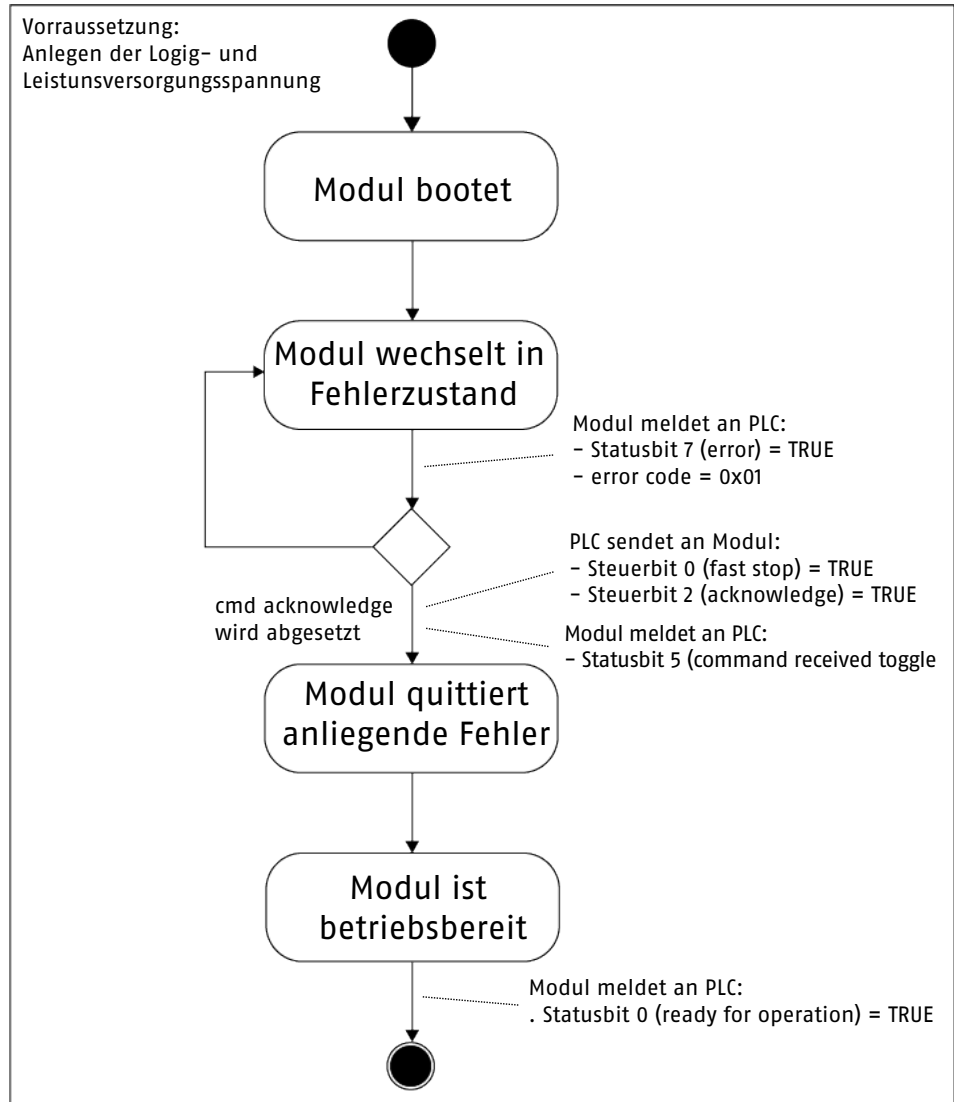 Vorraussetzung:
Anlegen der Logig- und
Leistunsversorgungsspannung
Modul bootet
Modul wechselt in
Fehlerzustand
Modul meldet an PLC:
- Statusbit 7 (error) = TRUE
- error code = 0x01
PLC sendet an Modul:
- Steuerbit 0 (fast stop) = TRUE
- Steuerbit 2 (acknowledge) = TRUE
cmd acknowledge
wird abgesetzt
Modul meldet an PLC:
- Statusbit 5 (command received toggle
Modul quittiert
anliegende Fehler
Modul ist
betriebsbereit
Modul meldet an PLC:
. Statusbit 0 (ready for operation) = TRUE